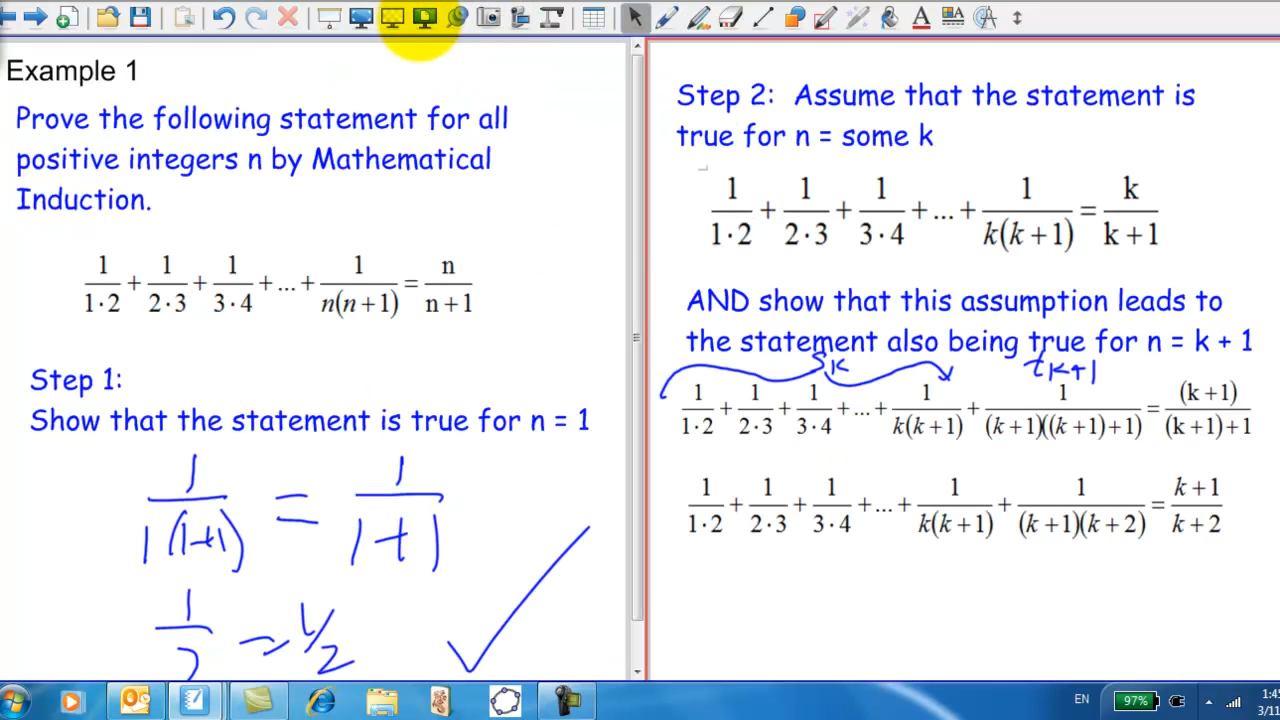 Example 1
Prove the following statement for all
positive integers n by Mathematical
Induction.
1/(1·2) + 1/(2·3) + 1/(3·4) + ... + 1/(n(n+1)) = n/(n+1)
Step 1:
Show that the statement is true for n = 1
1/(1(1+1)) = 1/(1+1)
1/2 = 1/2
Step 2: Assume that the statement is
true for n = some k
1/(1·2) + 1/(2·3) + 1/(3·4) + ... + 1/(k(k+1)) = k/(k+1)
AND show that this assumption leads to
the statement also being true for n = k + 1
Sk tk+1
1/(1·2) + 1/(2·3) + 1/(3·4) + ... + 1/(k(k+1)) + 1/((k+1)((k+1)+1)) = (k+1)/((k+1)+1)
1/(1·2) + 1/(2·3) + 1/(3·4) + ... + 1/(k(k+1)) + 1/((k+1)(k+2)) = (k+1)/(k+2)
EN 97%